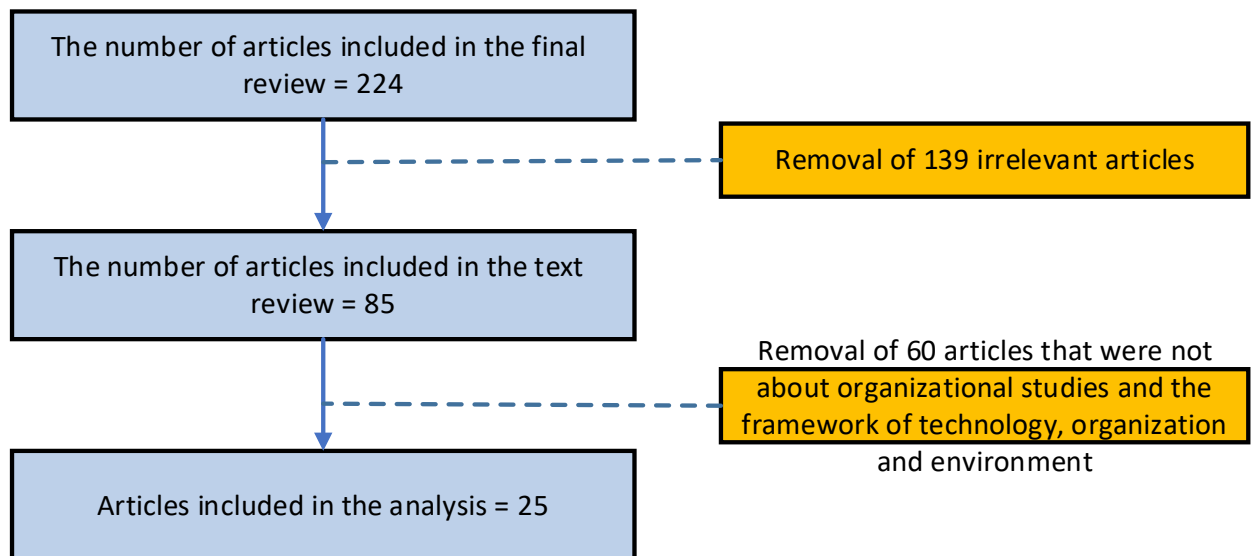 The number of articles included in the final
review = 224
Removal of 139 irrelevant articles
The number of articles included in the text
review = 85
Removal of 60 articles that were not
about organizational studies and the
framework of technology, organization
and environment
Articles included in the analysis = 25